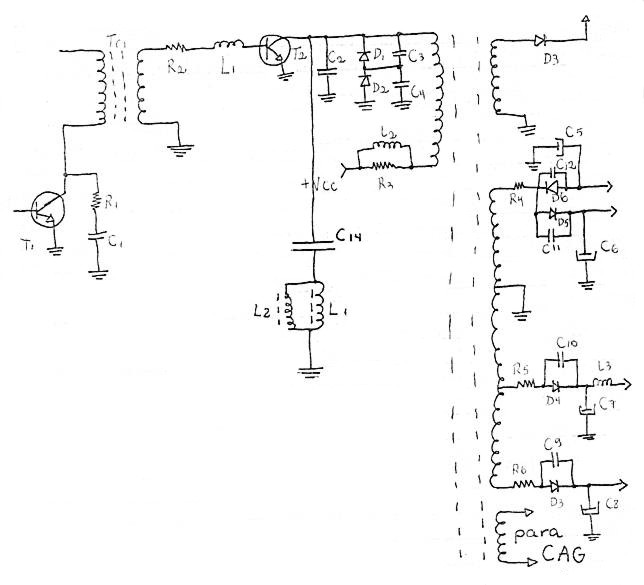 Tr1
R2
L1
T2
C2
D1
D2
C3
C4
D3
L2
R3
+Vcc
T1
R1
C1
C14
L2
L1
C5
C12
R4
D6
D5
C11
C6
C10
R5
D4
L3
C7
C9
R6
D3
C8
para
CAG